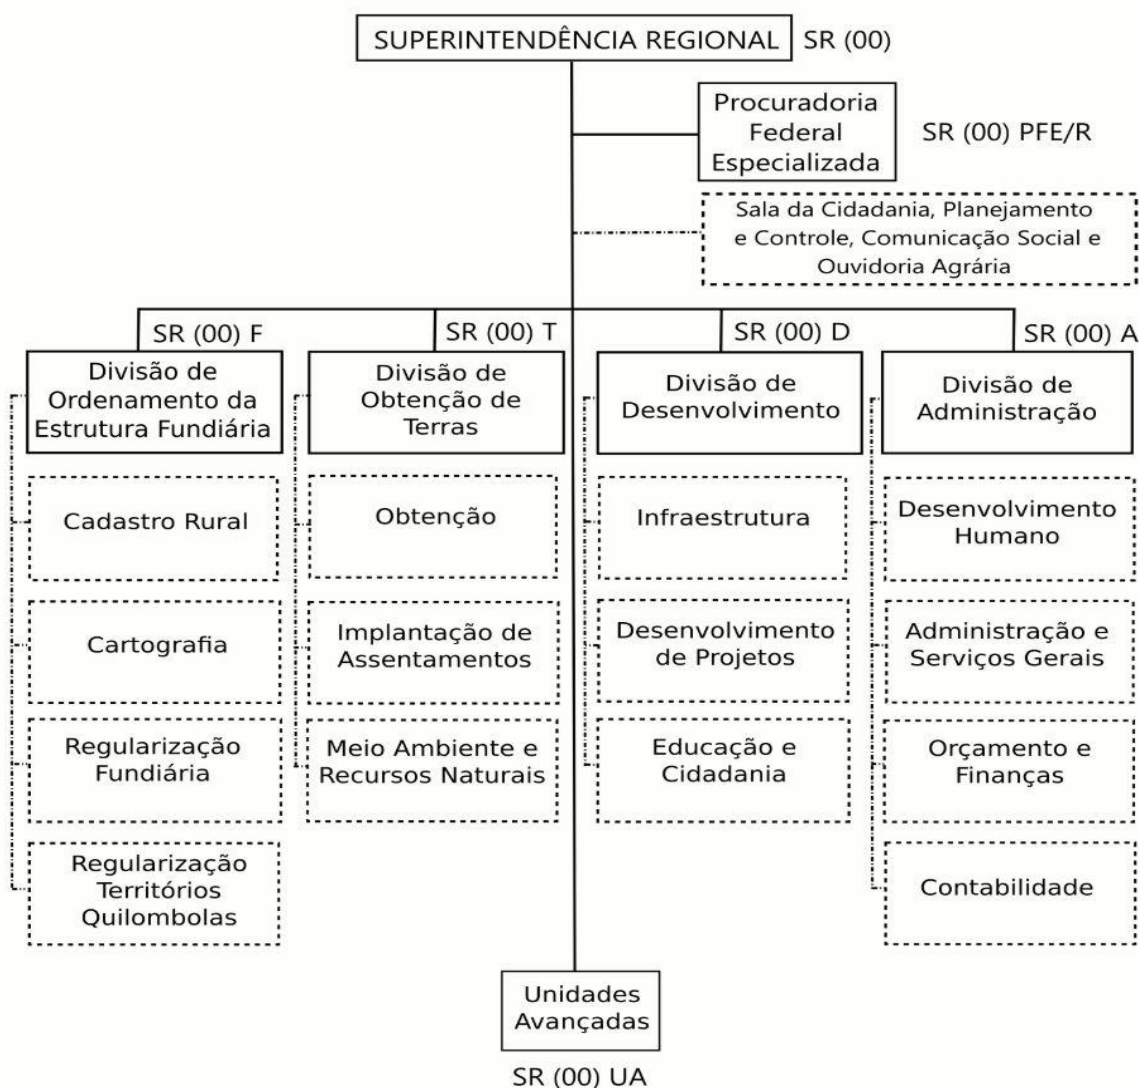 SUPERINTENDÊNCIA REGIONAL SR (00)
Procuradoria
Federal
Especializada
SR (00) PFE/R
Sala da Cidadania, Planejamento
e Controle, Comunicação Social e
Ouvidoria Agrária
SR (00) F
Divisão de
Ordenamento da
Estrutura Fundiária
Cadastro Rural
Cartografia
Regularização
Fundiária
Regularização
Territórios
Quilombolas
SR (00) T
Divisão de
Obtenção de
Terras
Obtenção
Implantação de
Assentamentos
Meio Ambiente e
Recursos Naturais
SR (00) D
Divisão de
Desenvolvimento
Infraestrutura
Desenvolvimento
de Projetos
Educação e
Cidadania
SR (00) A
Divisão de
Administração
Desenvolvimento
Humano
Administração e
Serviços Gerais
Orçamento e
Finanças
Contabilidade
Unidades
Avançadas
SR (00) UA